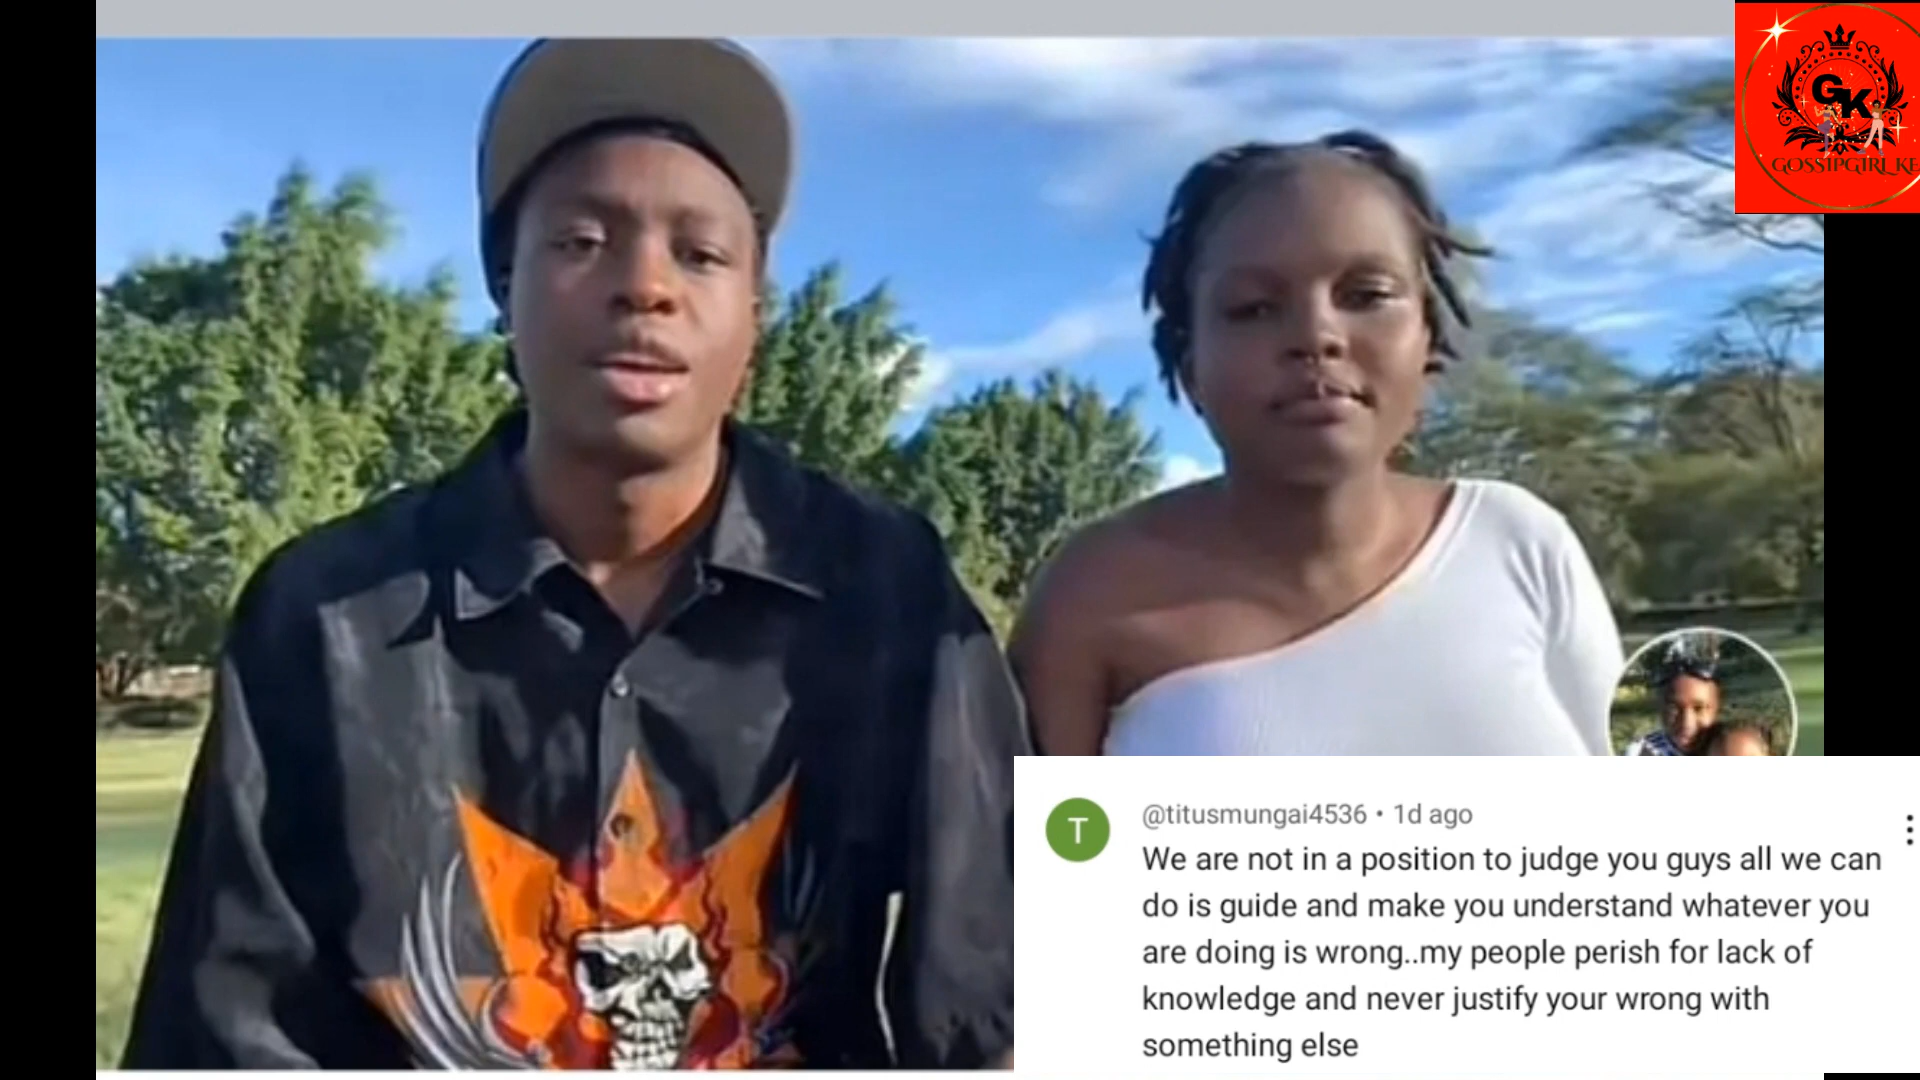 GK
GOSSIPGIRL_KE
T
@titusmungai4536 • 1d ago
We are not in a position to judge you guys all we can
do is guide and make you understand whatever you
are doing is wrong..my people perish for lack of
knowledge and never justify your wrong with
something else